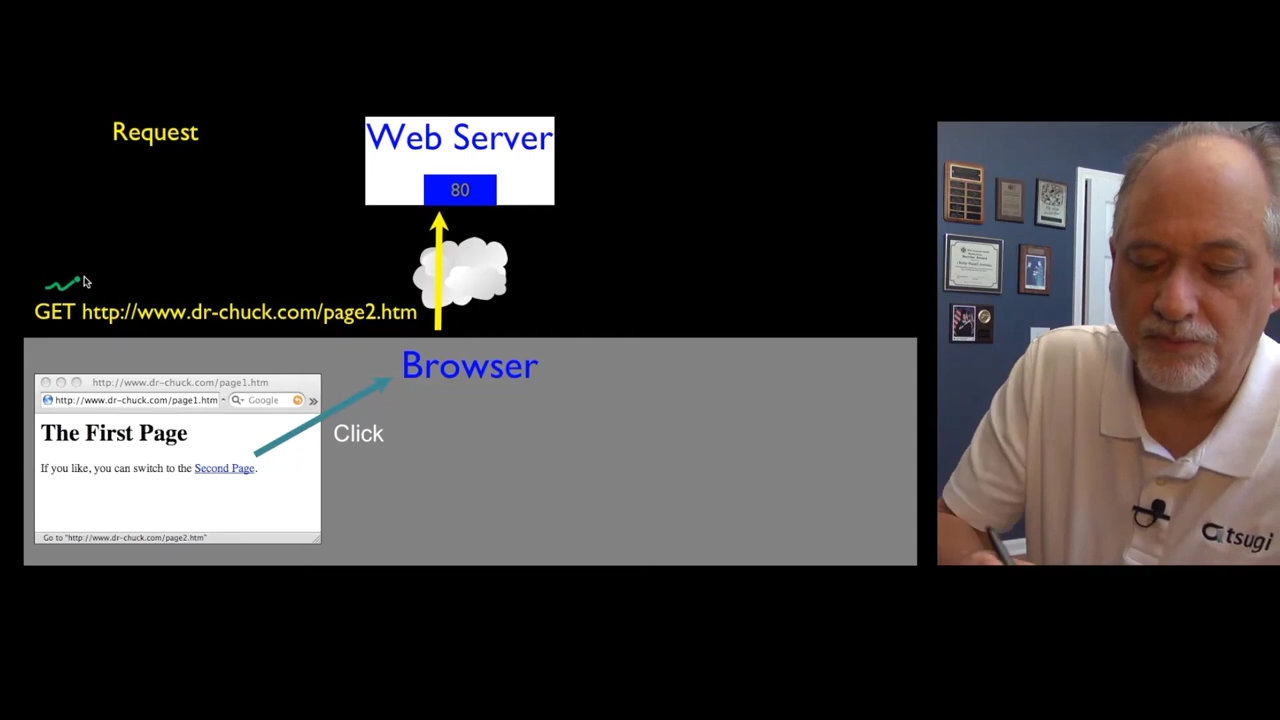 Request
Web Server
80
GET http://www.dr-chuck.com/page2.htm
Browser
http://www.dr-chuck.com/page1.htm
http://www.dr-chuck.com/page1.htm
Google
The First Page
Click
If you like, you can switch to the Second Page.
Go to "http://www.dr-chuck.com/page2.htm"
tsugi